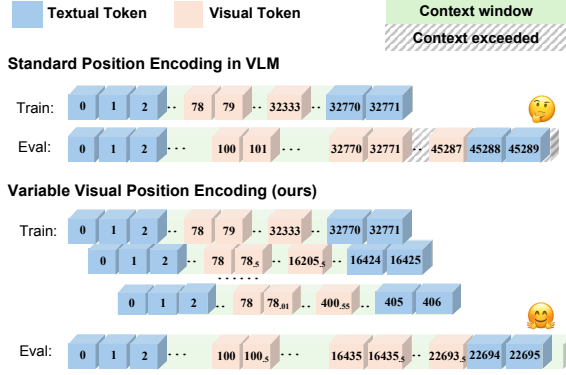 Textual Token Visual Token Context window
Context exceeded
Standard Position Encoding in VLM
Train: 0 1 2 ·· 78 79 ·· 32333 ·· 32770 32771
Eval: 0 1 2 ··· 100 101 ··· 32770 32771 ·· 45287 45288 45289
Variable Visual Position Encoding (ours)
Train: 0 1 2 ·· 78 79 ·· 32333 ·· 32770 32771
0 1 2 ·· 78 78.5 ·· 16205.5 ·· 16424 16425
······
0 1 2 ·· 78 78.01 ·· 400.55 ·· 405 406
Eval: 0 1 2 ··· 100 100.5 ··· 16435 16435.5 ·· 22693.5 22694 22695